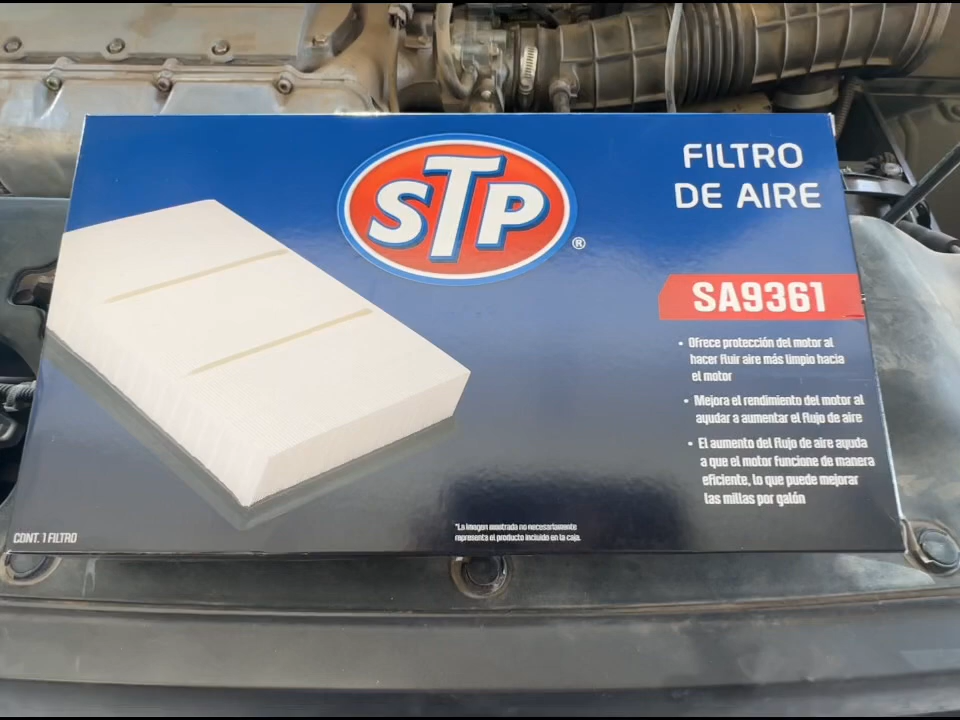 STP
®
FILTRO
DE AIRE
SA9361
• Ofrece protección del motor al
hacer fluir aire más limpio hacia
el motor
• Mejora el rendimiento del motor al
ayudar a aumentar el flujo de aire
• El aumento del flujo de aire ayuda
a que el motor funcione de manera
eficiente, lo que puede mejorar
las millas por galón
CONT. 1 FILTRO
*La imagen mostrada no necesariamente
representa el producto incluido en la caja.